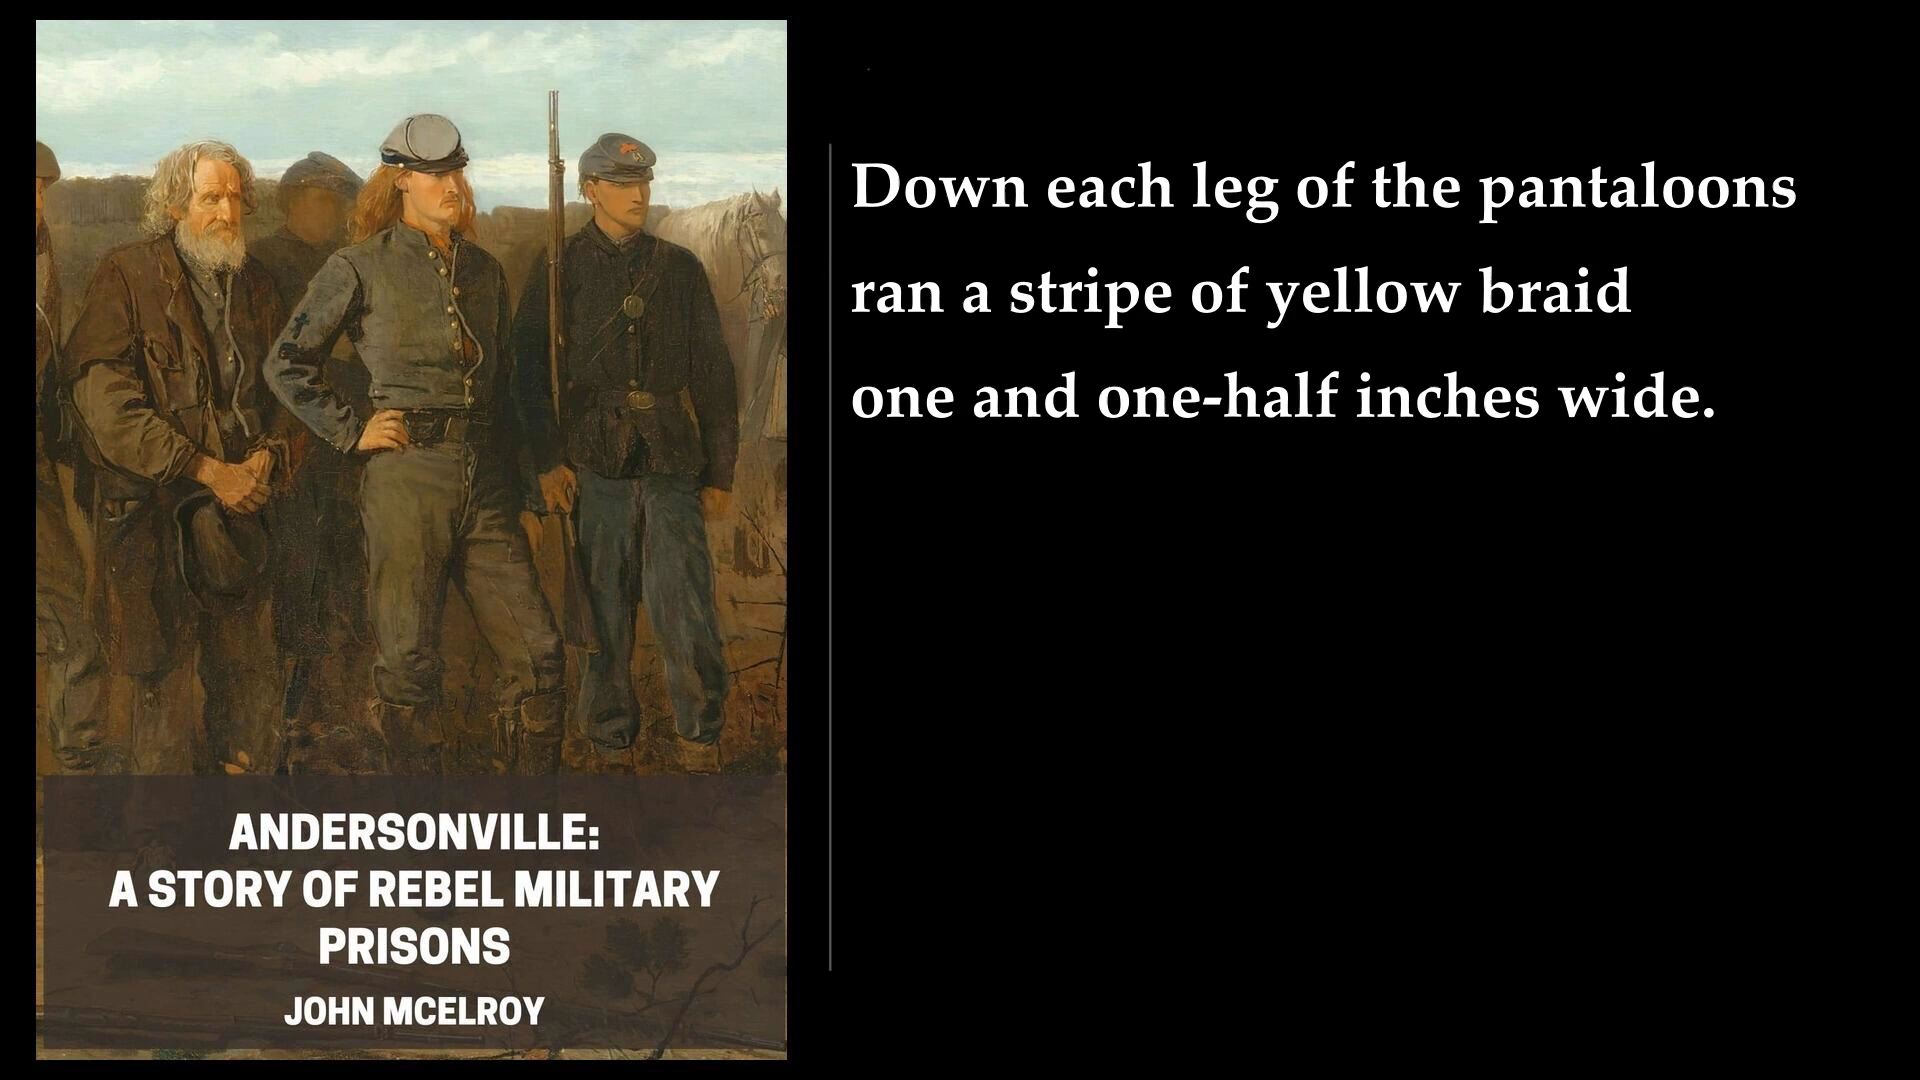 Down each leg of the pantaloons
ran a stripe of yellow braid
one and one-half inches wide.
ANDERSONVILLE:
A STORY OF REBEL MILITARY
PRISONS
JOHN MCELROY